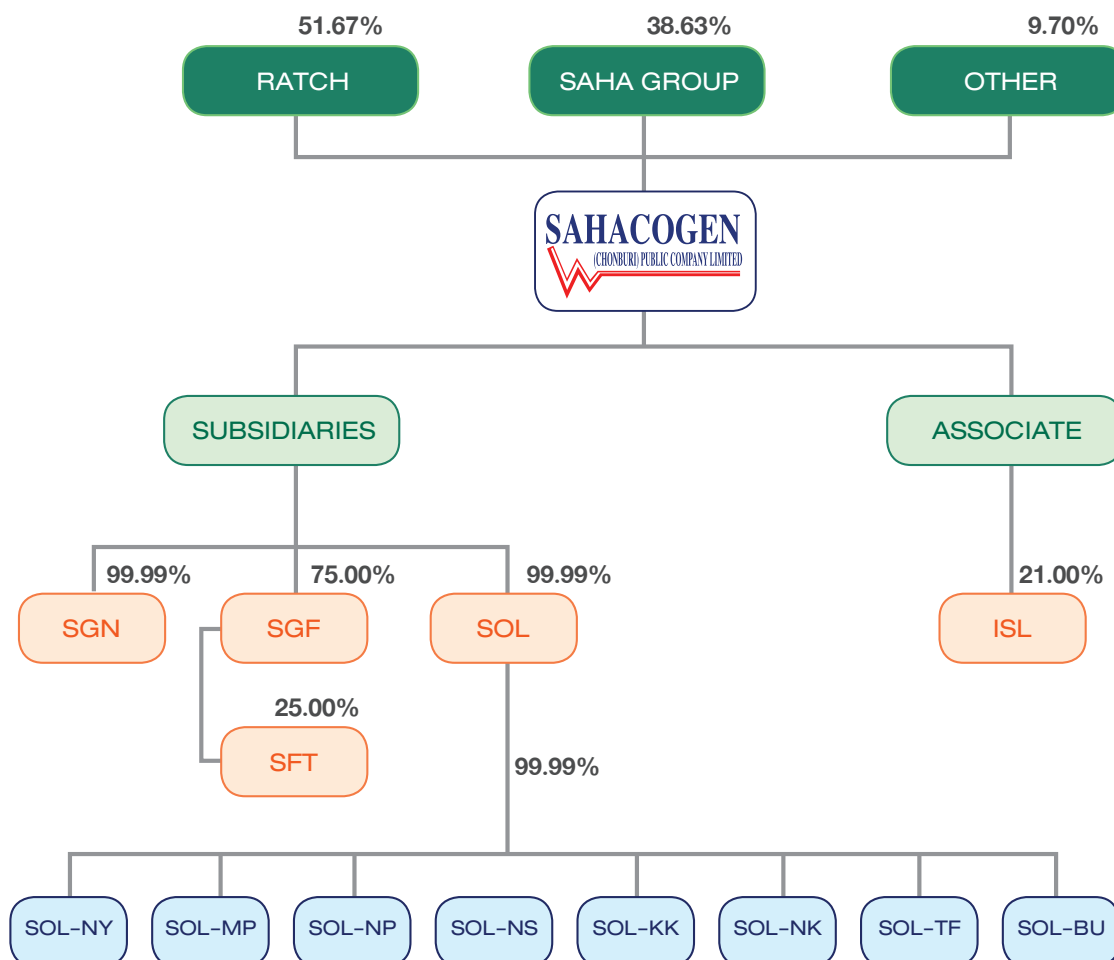 51.67%
38.63%
9.70%
RATCH
SAHA GROUP
OTHER
SAHACOGEN
(CHONBURI) PUBLIC COMPANY LIMITED
SUBSIDIARIES
ASSOCIATE
99.99%
75.00%
99.99%
21.00%
SGN
SGF
SOL
ISL
25.00%
SFT
99.99%
SOL-NY
SOL-MP
SOL-NP
SOL-NS
SOL-KK
SOL-NK
SOL-TF
SOL-BU